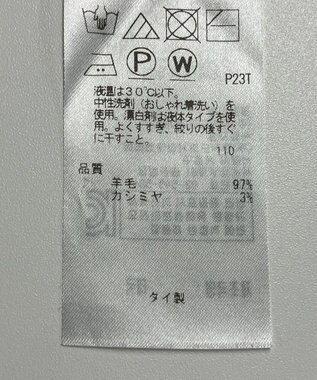 P W
P23T
液温は30℃以下。
中性洗剤(おしゃれ着洗い)を
使用。漂白剤は液体タイプを使
用。よくすすぎ、絞りの後すぐ
に干すこと。
110
品質
羊毛 97%
カシミヤ 3%
タイ製